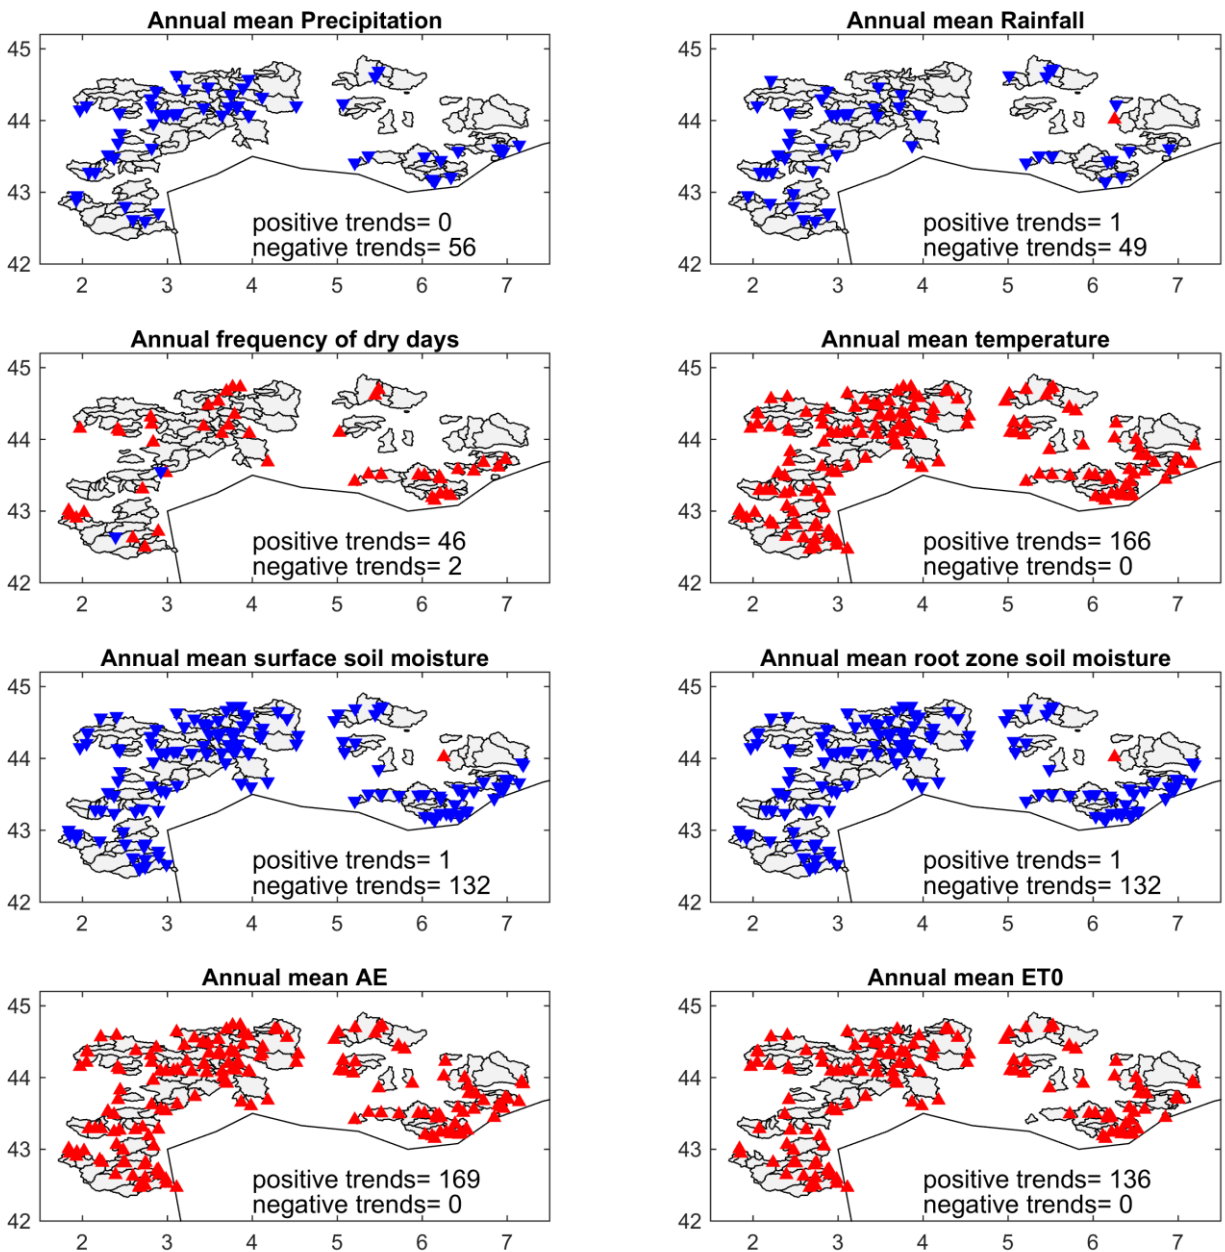 Annual mean Precipitation
45
44
43
42
positive trends= 0
negative trends= 56
2 3 4 5 6 7
Annual mean Rainfall
45
44
43
42
positive trends= 1
negative trends= 49
2 3 4 5 6 7
Annual frequency of dry days
45
44
43
42
positive trends= 46
negative trends= 2
2 3 4 5 6 7
Annual mean temperature
45
44
43
42
positive trends= 166
negative trends= 0
2 3 4 5 6 7
Annual mean surface soil moisture
45
44
43
42
positive trends= 1
negative trends= 132
2 3 4 5 6 7
Annual mean root zone soil moisture
45
44
43
42
positive trends= 1
negative trends= 132
2 3 4 5 6 7
Annual mean AE
45
44
43
42
positive trends= 169
negative trends= 0
2 3 4 5 6 7
Annual mean ET0
45
44
43
42
positive trends= 136
negative trends= 0
2 3 4 5 6 7